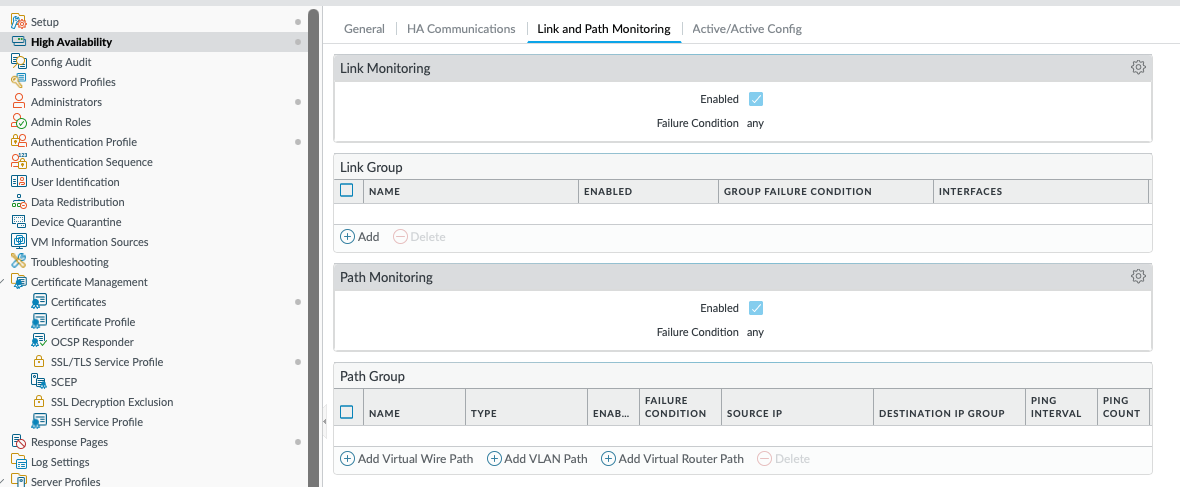 Setup
High Availability
Config Audit
Password Profiles
Administrators
Admin Roles
Authentication Profile
Authentication Sequence
User Identification
Data Redistribution
Device Quarantine
VM Information Sources
Troubleshooting
Certificate Management
Certificates
Certificate Profile
OCSP Responder
SSL/TLS Service Profile
SCEP
SSL Decryption Exclusion
SSH Service Profile
Response Pages
Log Settings
Server Profiles
General HA Communications Link and Path Monitoring Active/Active Config
Link Monitoring
Enabled
Failure Condition any
Link Group
NAME ENABLED GROUP FAILURE CONDITION INTERFACES
Add Delete
Path Monitoring
Enabled
Failure Condition any
Path Group
NAME TYPE ENAB... FAILURE CONDITION SOURCE IP DESTINATION IP GROUP PING INTERVAL PING COUNT
Add Virtual Wire Path Add VLAN Path Add Virtual Router Path Delete